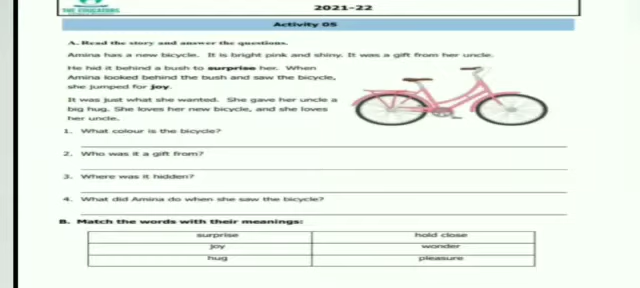 THE EDUCATORS
2021-22
Activity 05
A. Read the story and answer the questions.
Amina has a new bicycle. It is bright pink and shiny. It was a gift from her uncle.
He hid it behind a bush to surprise her. When
Amina looked behind the bush and saw the bicycle,
she jumped for joy.
It was just what she wanted. She gave her uncle a
big hug. She loves her new bicycle, and she loves
her uncle.
1. What colour is the bicycle?
2. Who was it a gift from?
3. Where was it hidden?
4. What did Amina do when she saw the bicycle?
B. Match the words with their meanings:
surprise hold close
joy wonder
hug pleasure